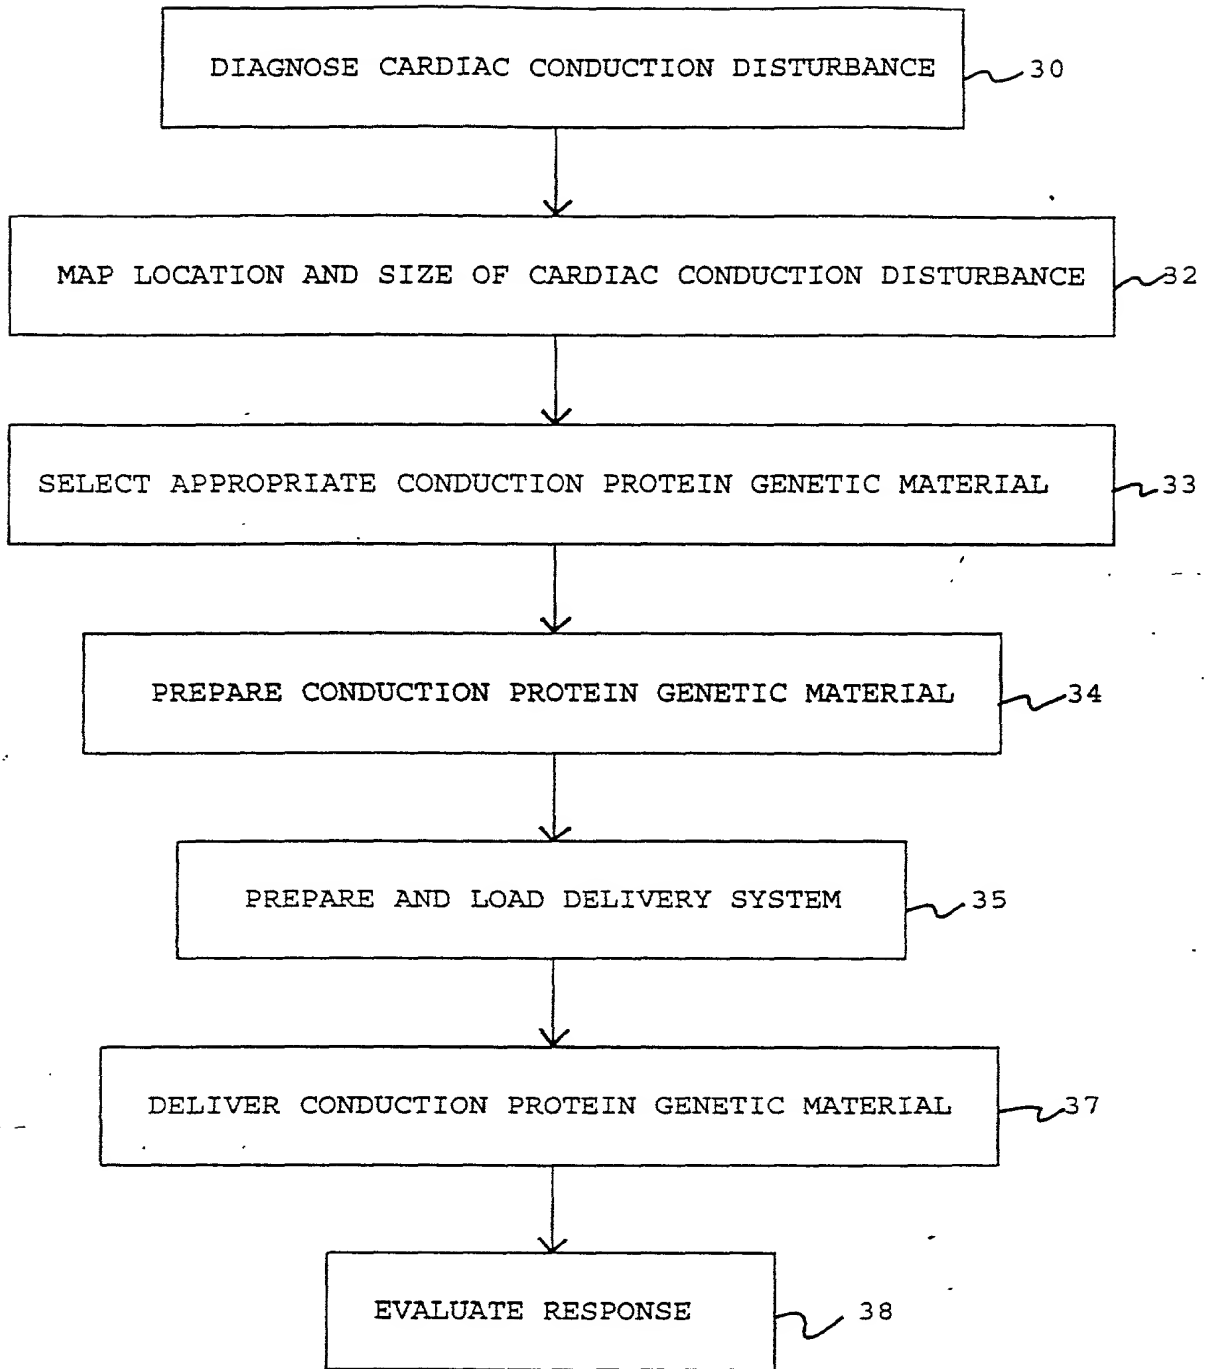 DIAGNOSE CARDIAC CONDUCTION DISTURBANCE 30
MAP LOCATION AND SIZE OF CARDIAC CONDUCTION DISTURBANCE 32
SELECT APPROPRIATE CONDUCTION PROTEIN GENETIC MATERIAL 33
PREPARE CONDUCTION PROTEIN GENETIC MATERIAL 34
PREPARE AND LOAD DELIVERY SYSTEM 35
DELIVER CONDUCTION PROTEIN GENETIC MATERIAL 37
EVALUATE RESPONSE 38